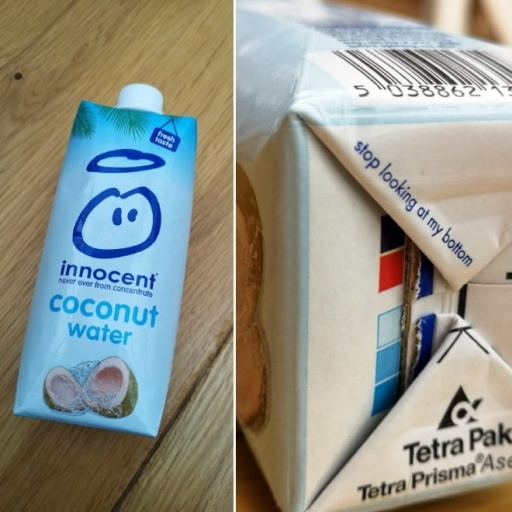 fresh
taste
innocent
never ever from concentrate
coconut
water
5 038862 13
stop looking at my bottom
Tetra Pak
Tetra Prisma® Ase